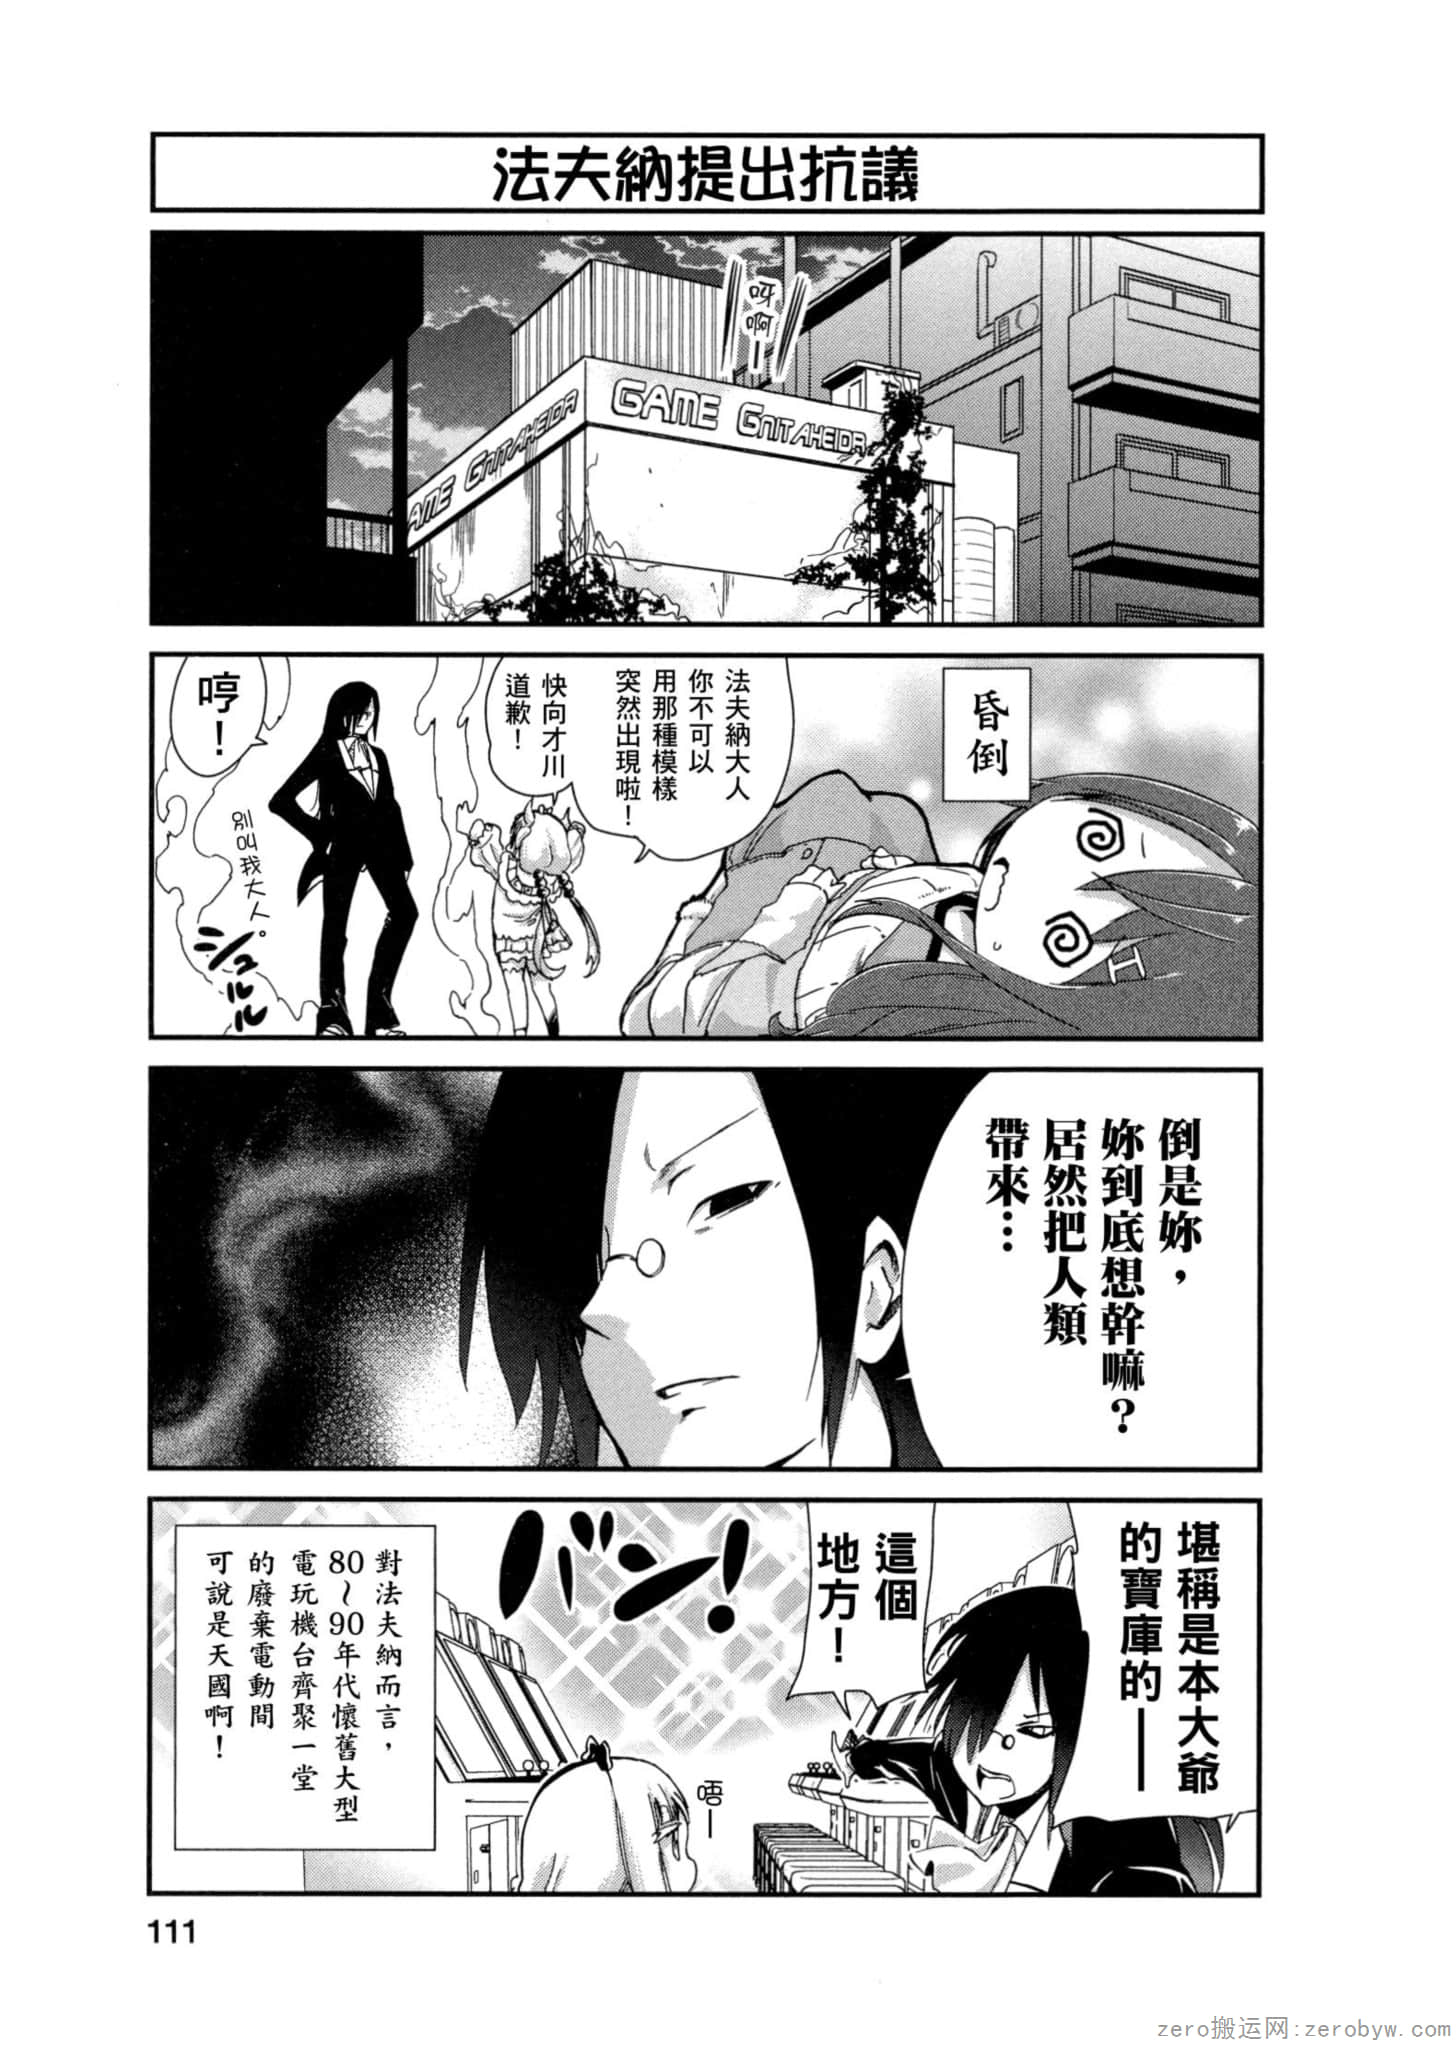 法夫納提出抗議
呀
啊
—
GAME GNITAHEIDR
GAME GNITAHEIDR
昏倒
法夫納大人
你不可以
用那種模樣
突然出現啦！
快向才川
道歉！
哼！
別叫我大人。
シュルルル
倒是妳，
妳到底想幹嘛？
居然把人類
帶來…
堪稱是本大爺
的寶庫的——
這個
地方！
バン！
唔—
對法夫納而言，
80～90年代懷舊大型
電玩機台齊聚一堂
的廢棄電動間
可說是天國啊！
111
zero搬运网:zerobyw.com